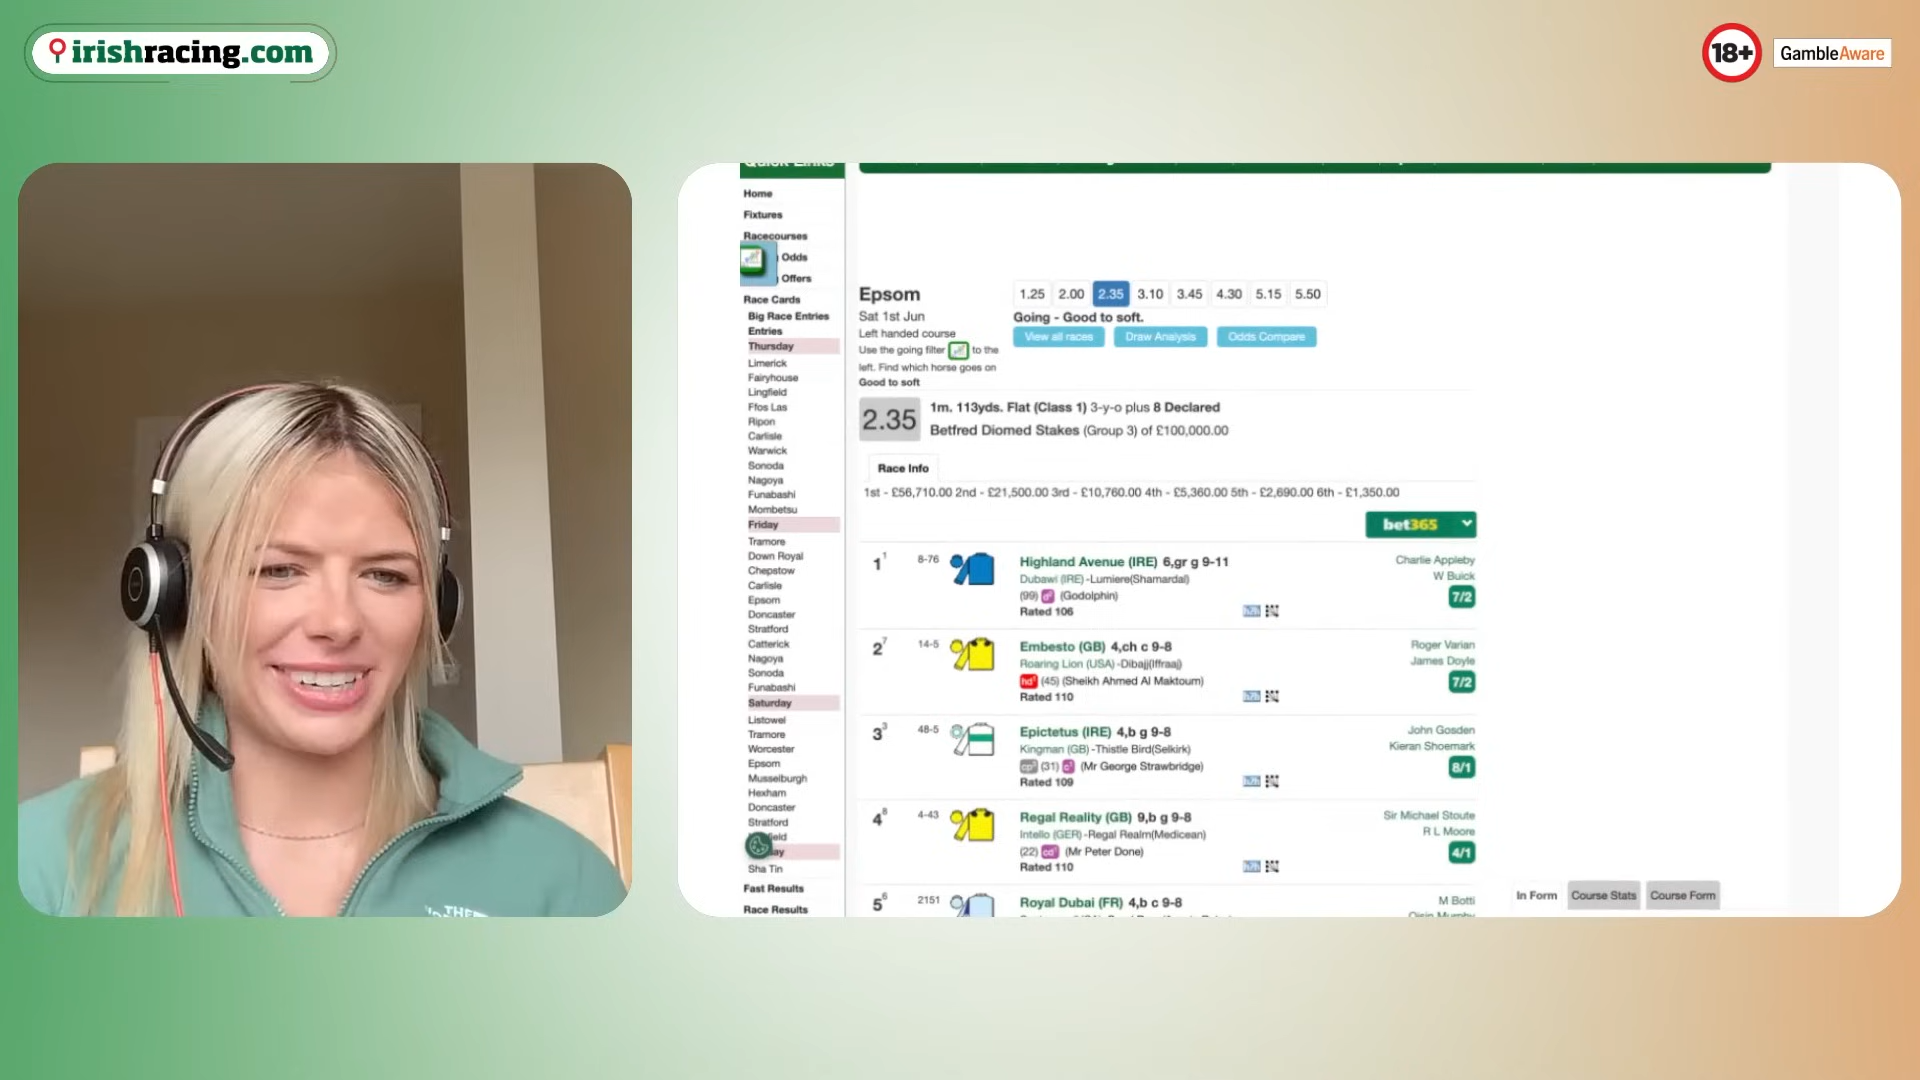 irishracing.com
18+
GambleAware
Quick Links
Home
Fixtures
Racecourses
Odds
Offers
Race Cards
Big Race Entries
Entries
Thursday
Limerick
Fairyhouse
Lingfield
Ffos Las
Ripon
Carlisle
Warwick
Sonoda
Nagoya
Funabashi
Mombetsu
Friday
Tramore
Down Royal
Chepstow
Carlisle
Epsom
Doncaster
Stratford
Catterick
Nagoya
Sonoda
Funabashi
Saturday
Listowel
Tramore
Worcester
Epsom
Musselburgh
Hexham
Doncaster
Stratford
Sha Tin
Fast Results
Race Results
Epsom
1.25 2.00 2.35 3.10 3.45 4.30 5.15 5.50
Sat 1st Jun
Going - Good to soft.
Left handed course
View all races Draw Analysis Odds Compare
Use the going filter to the
left. Find which horse goes on
Good to soft
2.35
1m. 113yds. Flat (Class 1) 3-y-o plus 8 Declared
Betfred Diomed Stakes (Group 3) of £100,000.00
Race Info
1st - £56,710.00 2nd - £21,500.00 3rd - £10,760.00 4th - £5,360.00 5th - £2,690.00 6th - £1,350.00
bet365
1 1 8-76 Highland Avenue (IRE) 6,gr g 9-11 Charlie Appleby
Dubawi (IRE) -Lumiere(Shamardal) W Buick
(99) (Godolphin) 7/2
Rated 106
2 7 14-5 Embesto (GB) 4,ch c 9-8 Roger Varian
Roaring Lion (USA) -Dibajj(Iffraaj) James Doyle
hd1 (45) (Sheikh Ahmed Al Maktoum) 7/2
Rated 110
3 3 48-5 Epictetus (IRE) 4,b g 9-8 John Gosden
Kingman (GB) -Thistle Bird(Selkirk) Kieran Shoemark
(31) (Mr George Strawbridge) 8/1
Rated 109
4 8 4-43 Regal Reality (GB) 9,b g 9-8 Sir Michael Stoute
Intello (GER) -Regal Realm(Medicean) R L Moore
(22) (Mr Peter Done) 4/1
Rated 110
5 6 2151 Royal Dubai (FR) 4,b c 9-8 M Botti
In Form Course Stats Course Form
THE